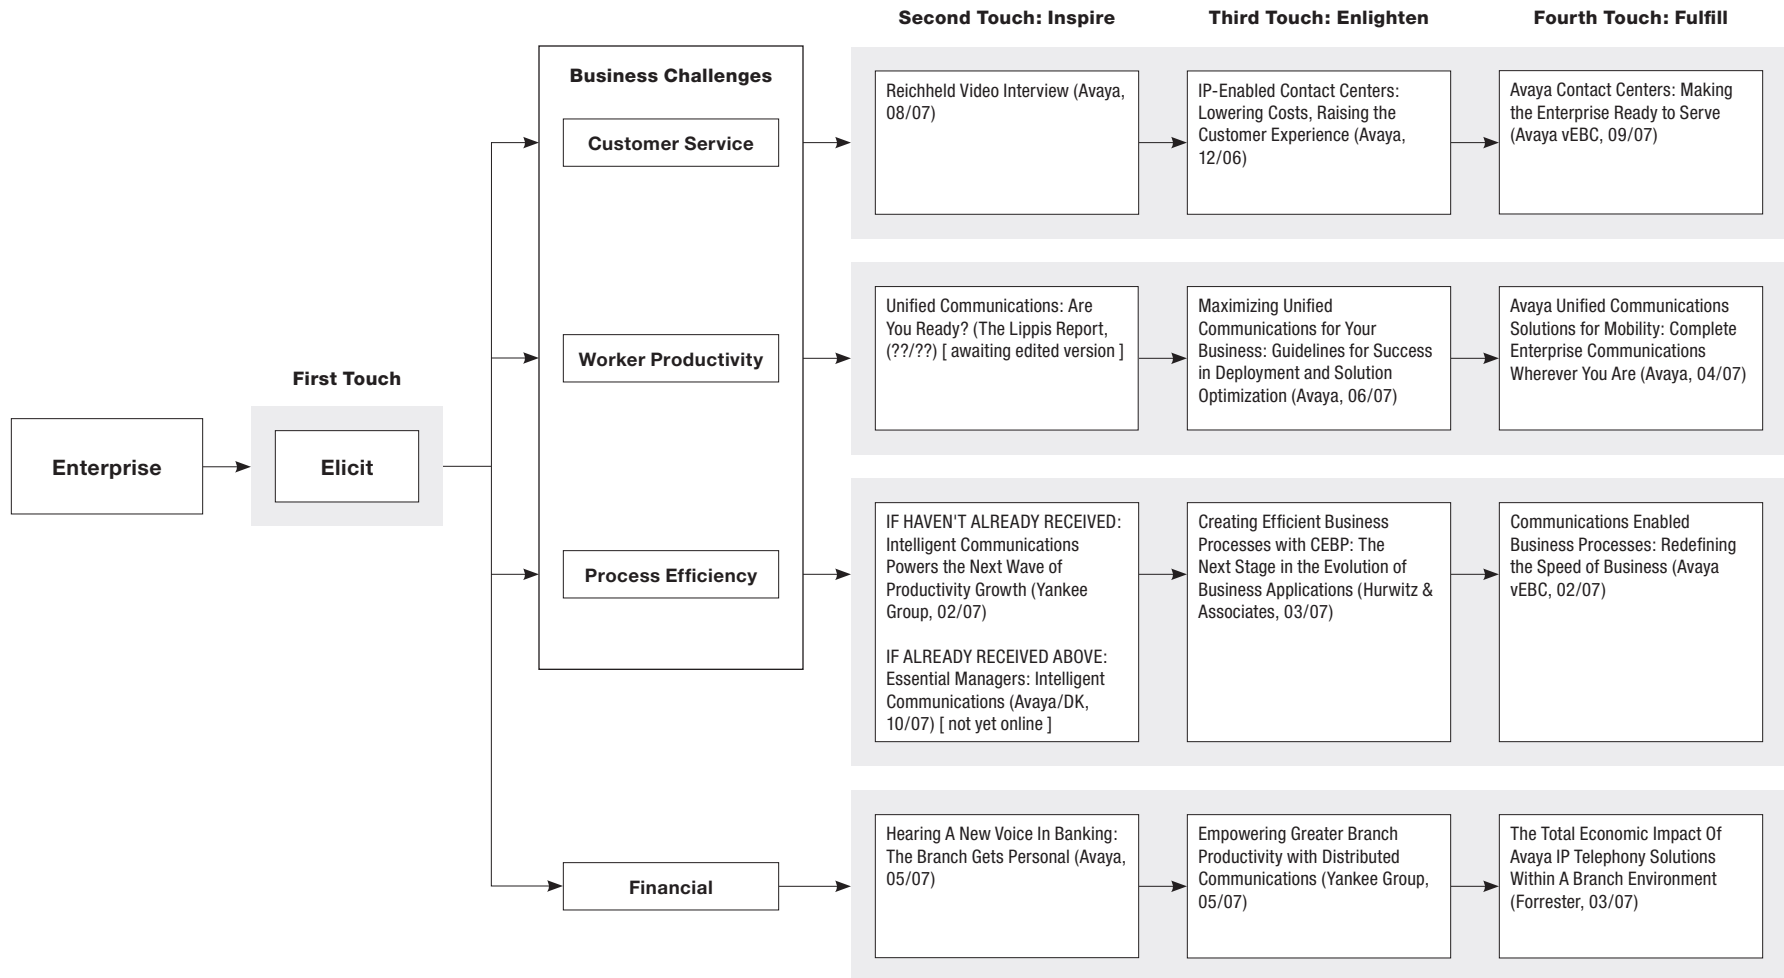 Second Touch: Inspire
Third Touch: Enlighten
Fourth Touch: Fulfill
Business Challenges
Customer Service
Reichheld Video Interview (Avaya,
08/07)
IP-Enabled Contact Centers:
Lowering Costs, Raising the
Customer Experience (Avaya,
12/06)
Avaya Contact Centers: Making
the Enterprise Ready to Serve
(Avaya vEBC, 09/07)
Worker Productivity
Unified Communications: Are
You Ready? (The Lippis Report,
(??/??) [ awaiting edited version ]
Maximizing Unified
Communications for Your
Business: Guidelines for Success
in Deployment and Solution
Optimization (Avaya, 06/07)
Avaya Unified Communications
Solutions for Mobility: Complete
Enterprise Communications
Wherever You Are (Avaya, 04/07)
First Touch
Enterprise
Elicit
Process Efficiency
IF HAVEN'T ALREADY RECEIVED:
Intelligent Communications
Powers the Next Wave of
Productivity Growth (Yankee
Group, 02/07)
IF ALREADY RECEIVED ABOVE:
Essential Managers: Intelligent
Communications (Avaya/DK,
10/07) [ not yet online ]
Creating Efficient Business
Processes with CEBP: The
Next Stage in the Evolution of
Business Applications (Hurwitz &
Associates, 03/07)
Communications Enabled
Business Processes: Redefining
the Speed of Business (Avaya
vEBC, 02/07)
Financial
Hearing A New Voice In Banking:
The Branch Gets Personal (Avaya,
05/07)
Empowering Greater Branch
Productivity with Distributed
Communications (Yankee Group,
05/07)
The Total Economic Impact Of
Avaya IP Telephony Solutions
Within A Branch Environment
(Forrester, 03/07)